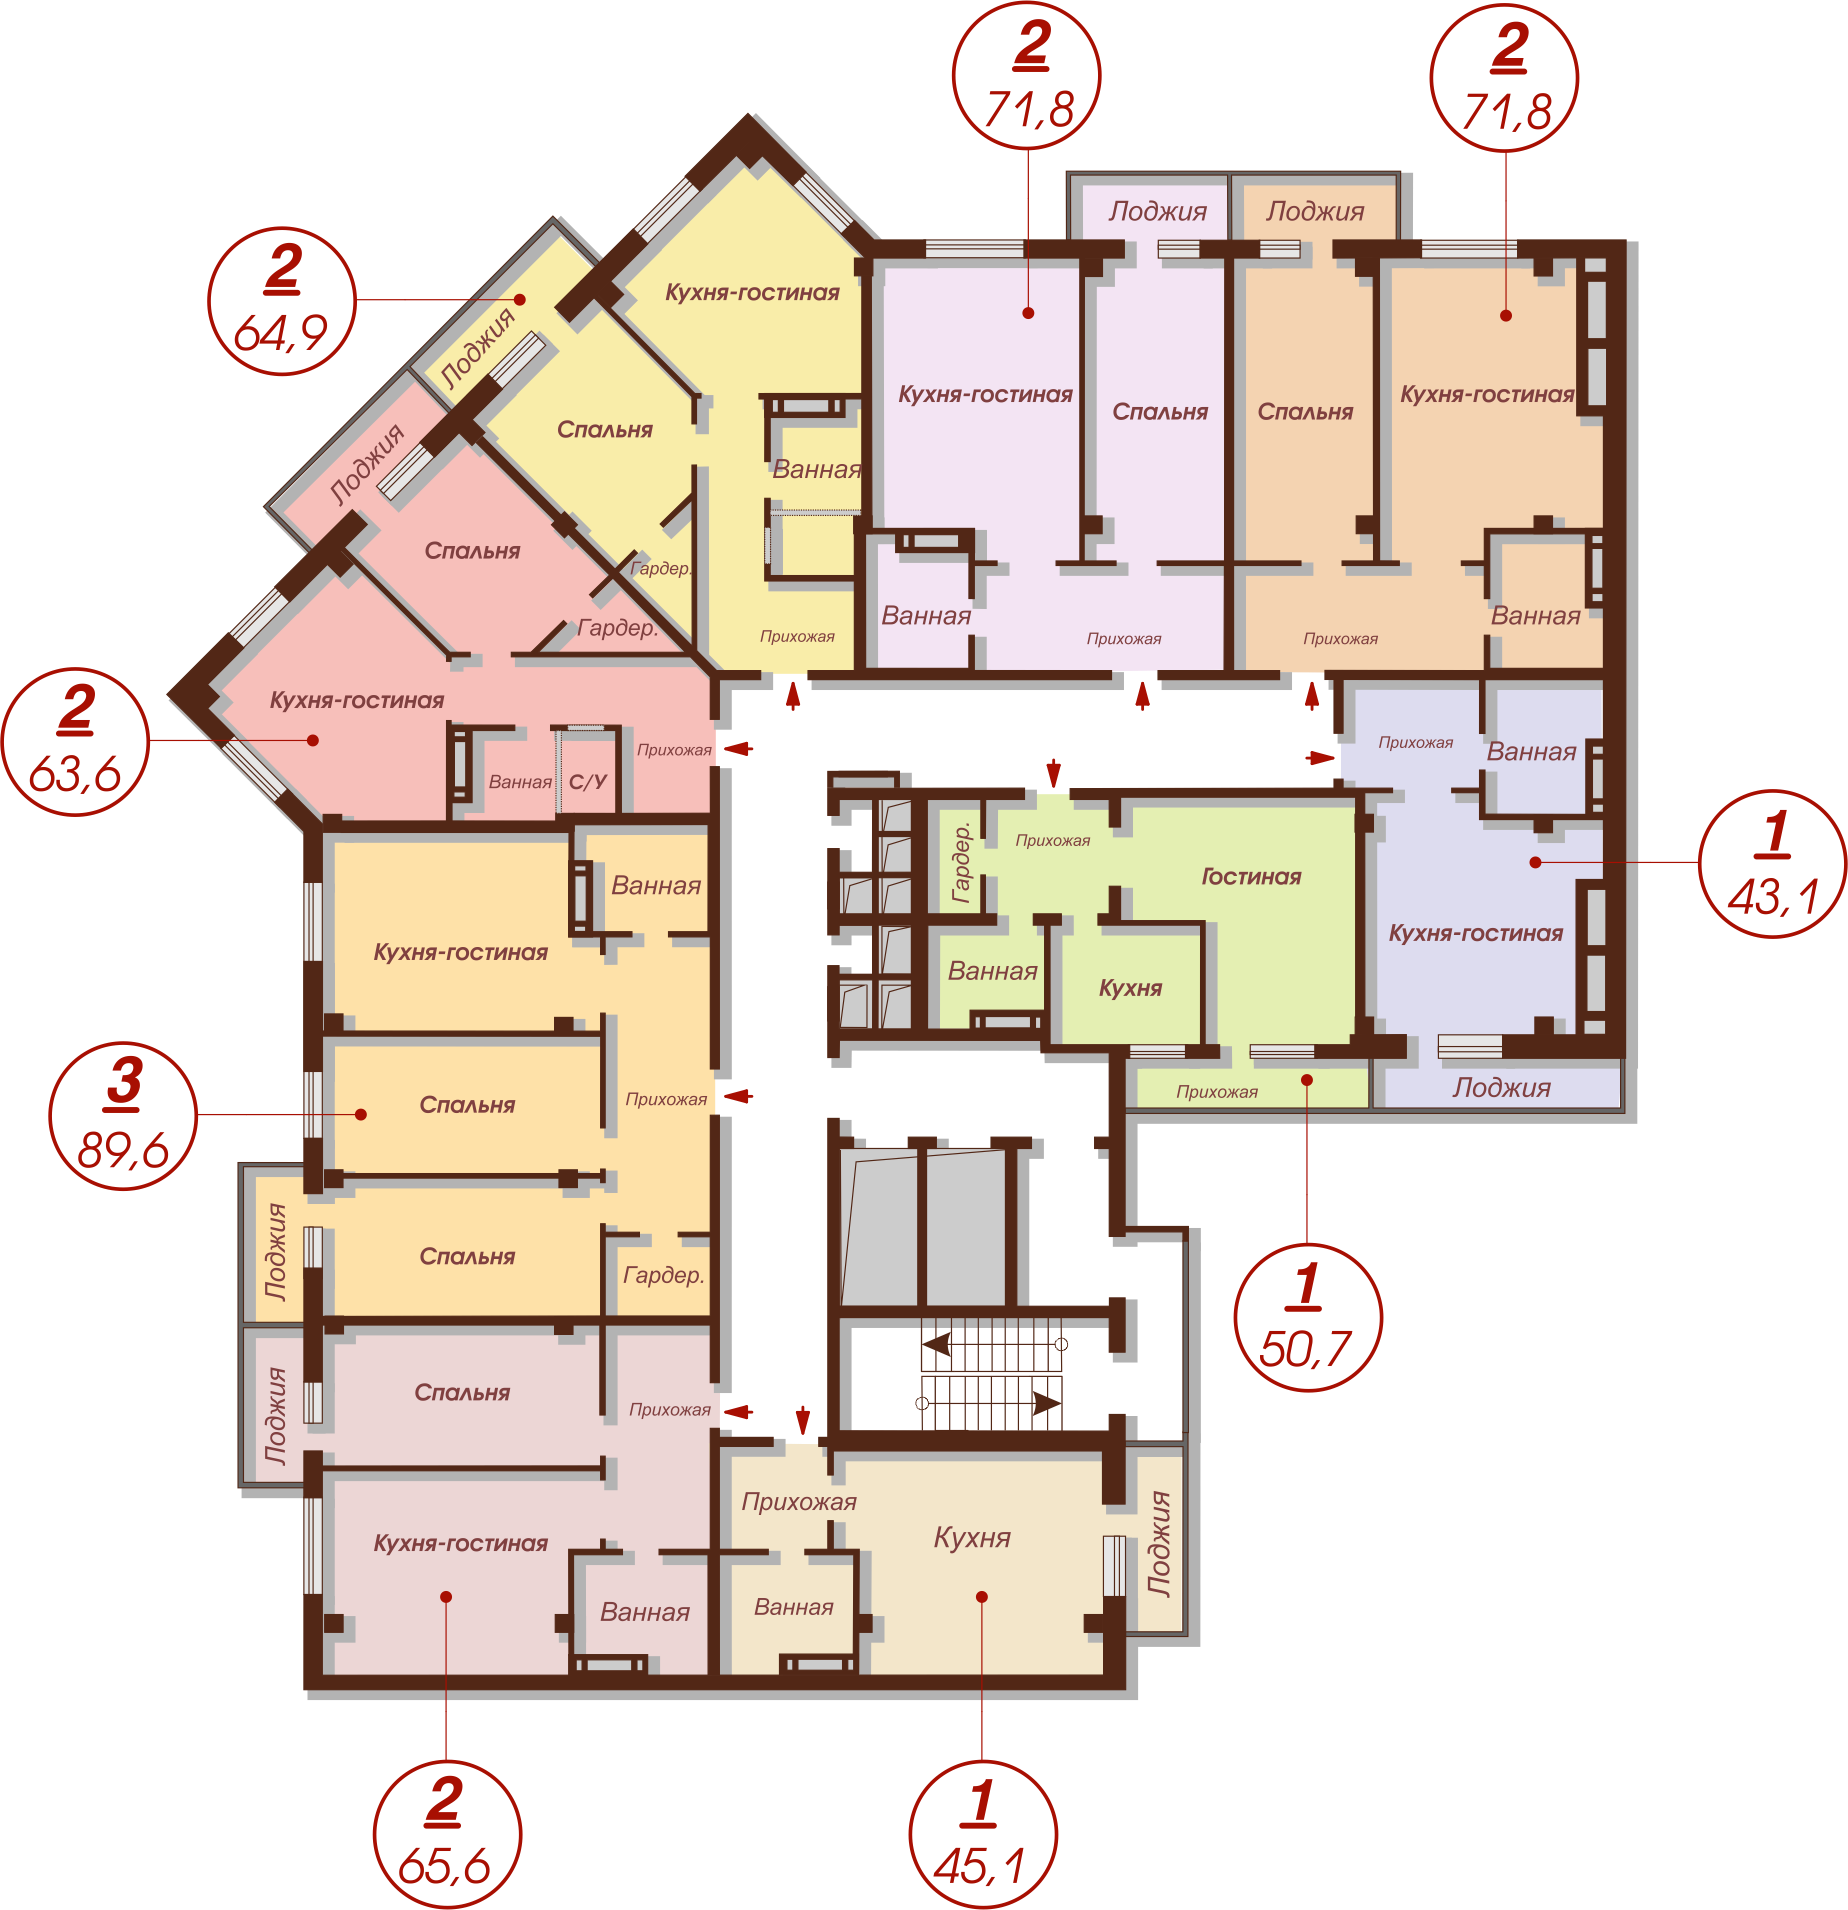 2
71,8
2
71,8
2
64,9
Лоджия
Лоджия
Лоджия
Кухня-гостиная
Лоджия
Кухня-гостиная
Спальня
Спальня
Кухня-гостиная
Спальня
Ванная
Лоджия
Спальня
Гардер.
Ванная
Ванная
Гардер.
Прихожая
Прихожая
Прихожая
2
63,6
Кухня-гостиная
Прихожая
Ванная
С/У
Прихожая
Ванная
1
43,1
Гардер.
Прихожая
Гостиная
Ванная
Кухня-гостиная
Кухня-гостиная
Ванная
Кухня
3
89,6
Спальня
Прихожая
Прихожая
Лоджия
Лоджия
Спальня
Гардер.
1
50,7
Лоджия
Спальня
Прихожая
Прихожая
Кухня
Лоджия
Кухня-гостиная
Ванная
Ванная
2
65,6
1
45,1